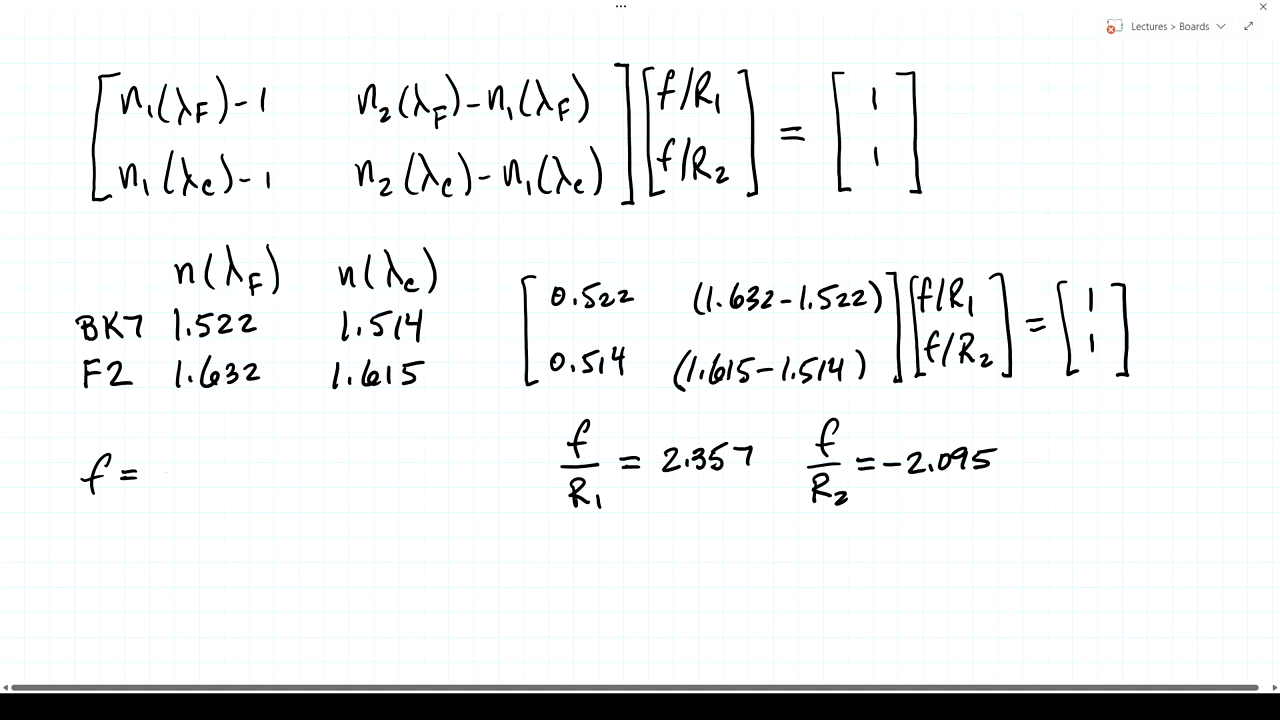 Lectures > Boards
[n₁(λF)-1 n₂(λF)-n₁(λF)] [f/R₁] = [1]
[n₁(λc)-1 n₂(λc)-n₁(λc)] [f/R₂] [1]
n(λF) n(λc)
BK7 1.522 1.514
F2 1.632 1.615
[0.522 (1.632-1.522)] [f/R₁] = [1]
[0.514 (1.615-1.514)] [f/R₂] [1]
f =
f/R₁ = 2.357 f/R₂ = -2.095